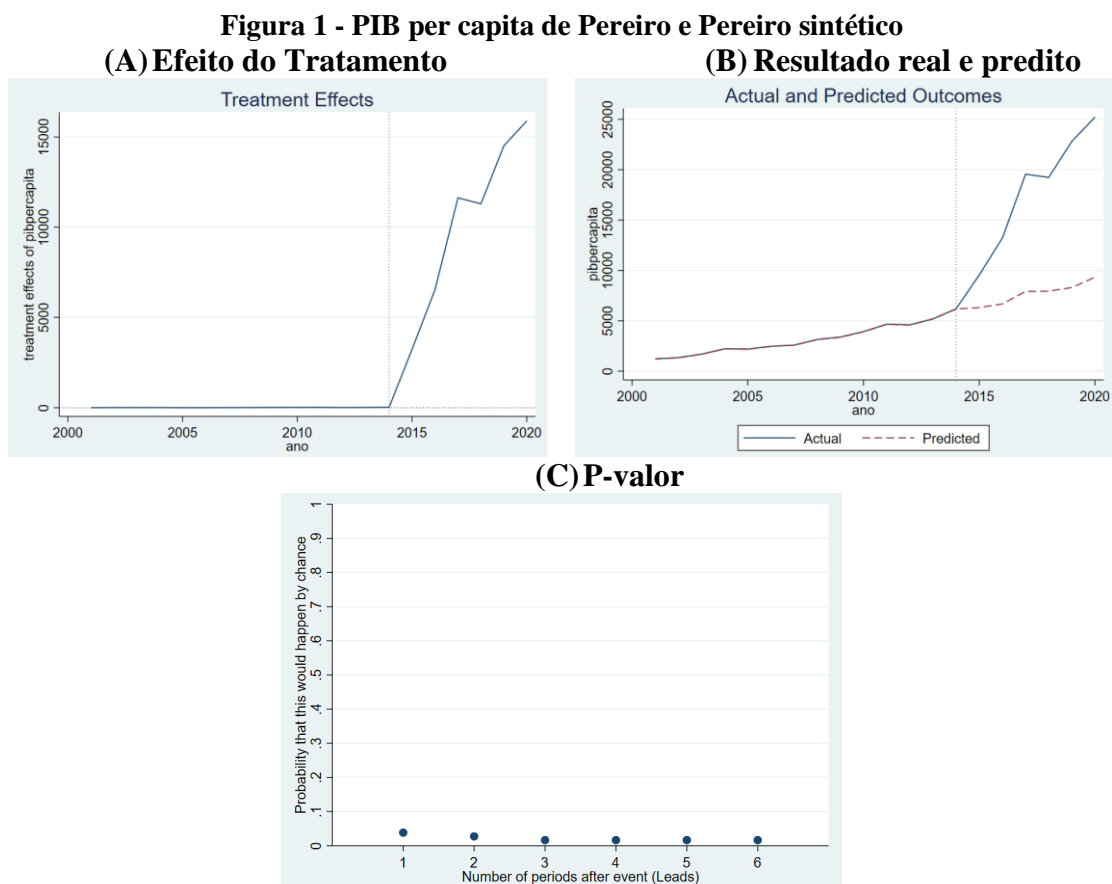 Figura 1 - PIB per capita de Pereiro e Pereiro sintético
(A) Efeito do Tratamento
Treatment Effects
treatment effects of pibpercapita
15000
10000
5000
0
2000 2005 2010 2015 2020
ano
(B) Resultado real e predito
Actual and Predicted Outcomes
pibpercapita
25000
20000
15000
10000
5000
0
2000 2005 2010 2015 2020
ano
Actual Predicted
(C) P-valor
Probability that this would happen by chance
1
.9
.8
.7
.6
.5
.4
.3
.2
.1
0
1 2 3 4 5 6
Number of periods after event (Leads)